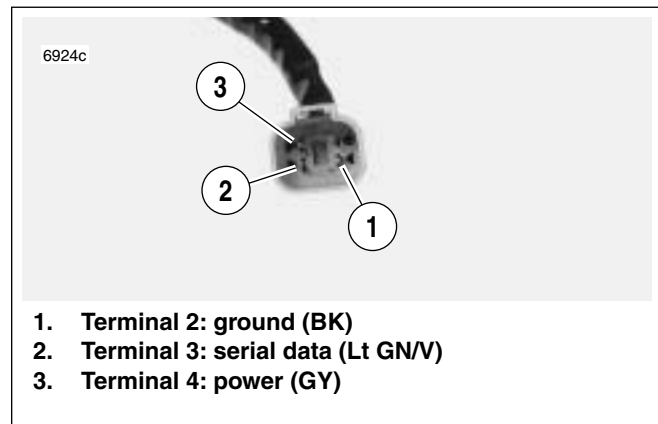 6924c
3
2
1
1. Terminal 2: ground (BK)
2. Terminal 3: serial data (Lt GN/V)
3. Terminal 4: power (GY)